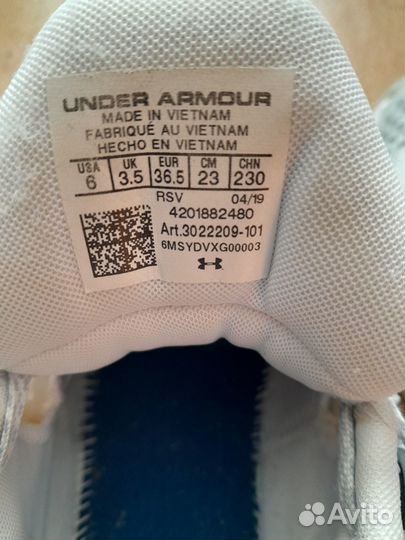 UNDER ARMOUR
MADE IN VIETNAM
FABRIQUÉ AU VIETNAM
HECHO EN VIETNAM
USA UK EUR CM CHN
6 3.5 36.5 23 230
RSV 04/19
4201882480
Art.3022209-101
6MSYDVXG00003
Avito